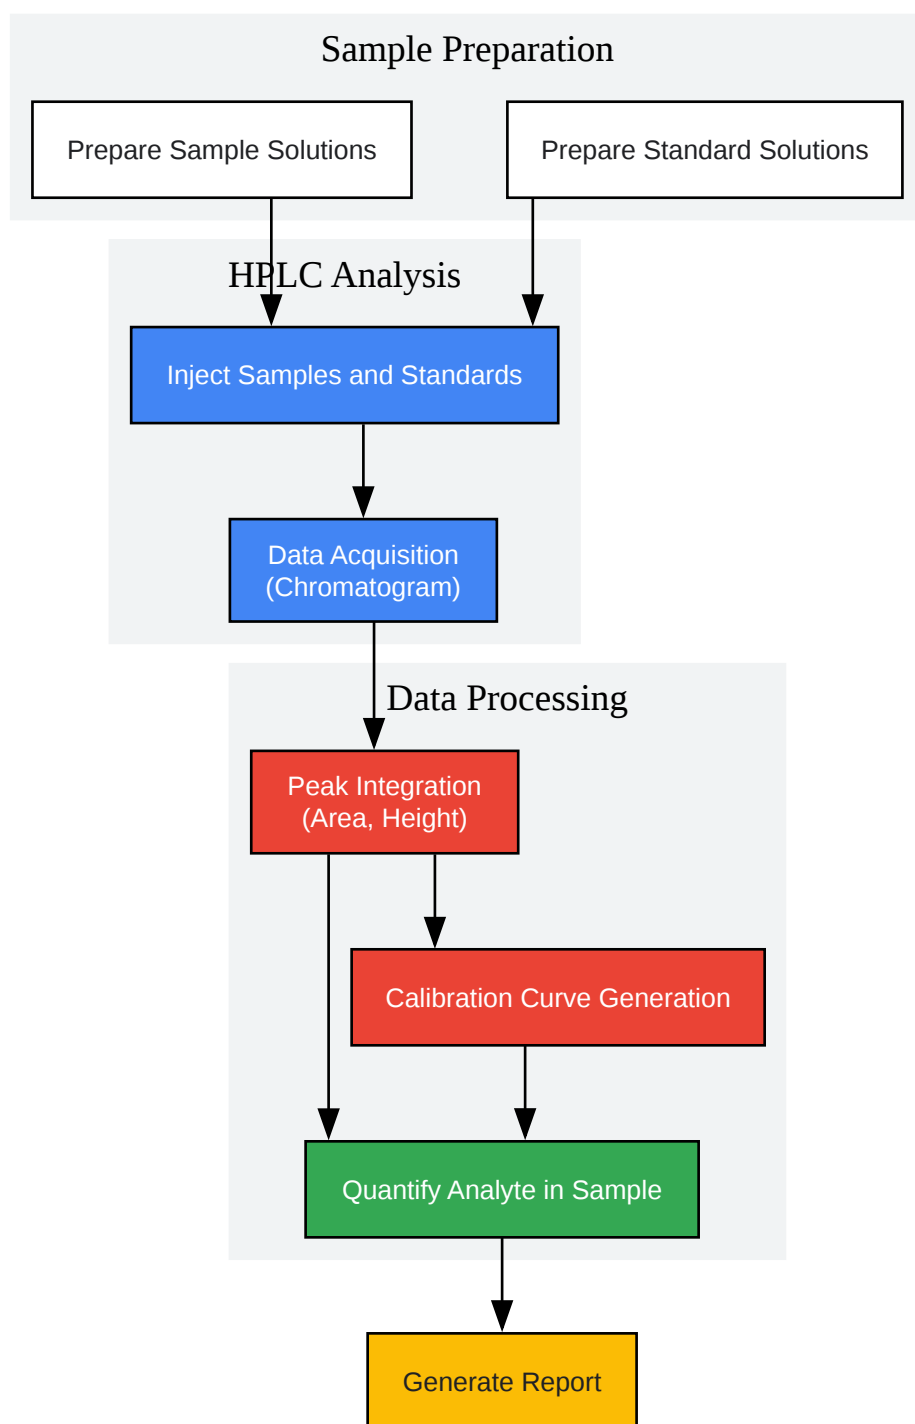 Sample Preparation
Prepare Sample Solutions
Prepare Standard Solutions
HPLC Analysis
Inject Samples and Standards
Data Acquisition
(Chromatogram)
Data Processing
Peak Integration
(Area, Height)
Calibration Curve Generation
Quantify Analyte in Sample
Generate Report